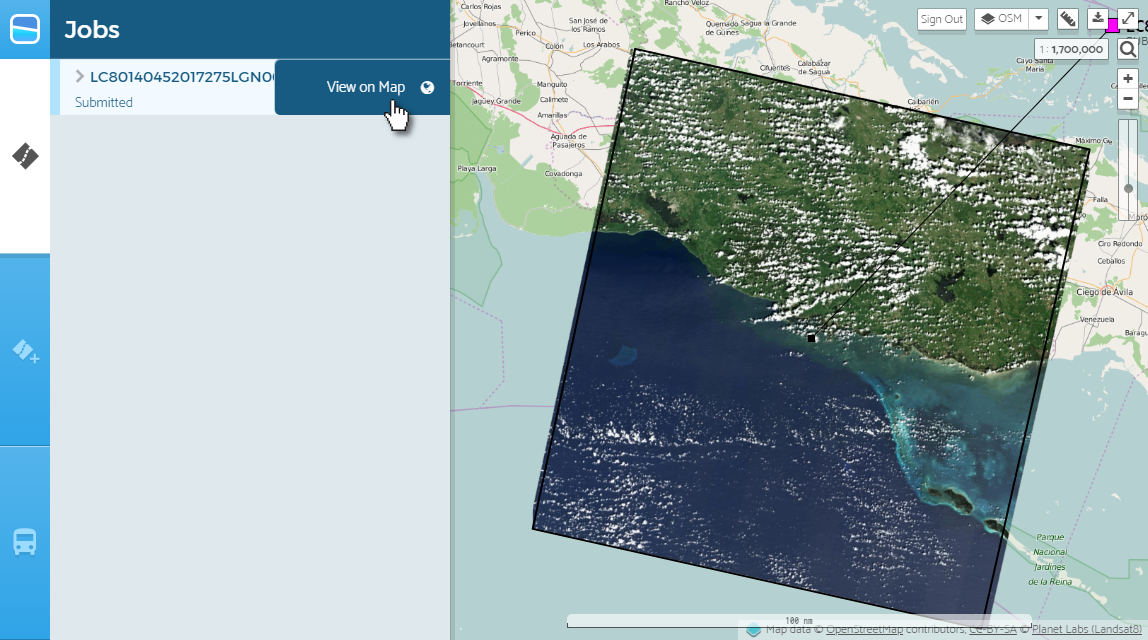 Jobs
LC80140452017275LGN0
View on Map
Submitted
Sign Out
OSM
1 : 1,700,000
Carlos Rojas
Rancho Veloz
Jovellanos
San José de
los Ramos
Quemado
de Güines
Sagua la Grande
Perico
Colón
Los Arabos
Agramonte
Cifuentes
Calabazar
de Sagua
Cayo Santa
María
Torriente
Manguito
Jagüey Grande
Calimete
Caibarién
Amarillas
Aguada de
Pasajeros
Máximo Gó
Playa Larga
Covadonga
Falla
Moró
Ciro Redondo
Ceballos
Ciego de Ávila
Venezuela
Baragu
Parque
Nacional
Jardines
de la Reina
100 nm
Map data © OpenStreetMap contributors, CC-BY-SA © Planet Labs (Landsat8)